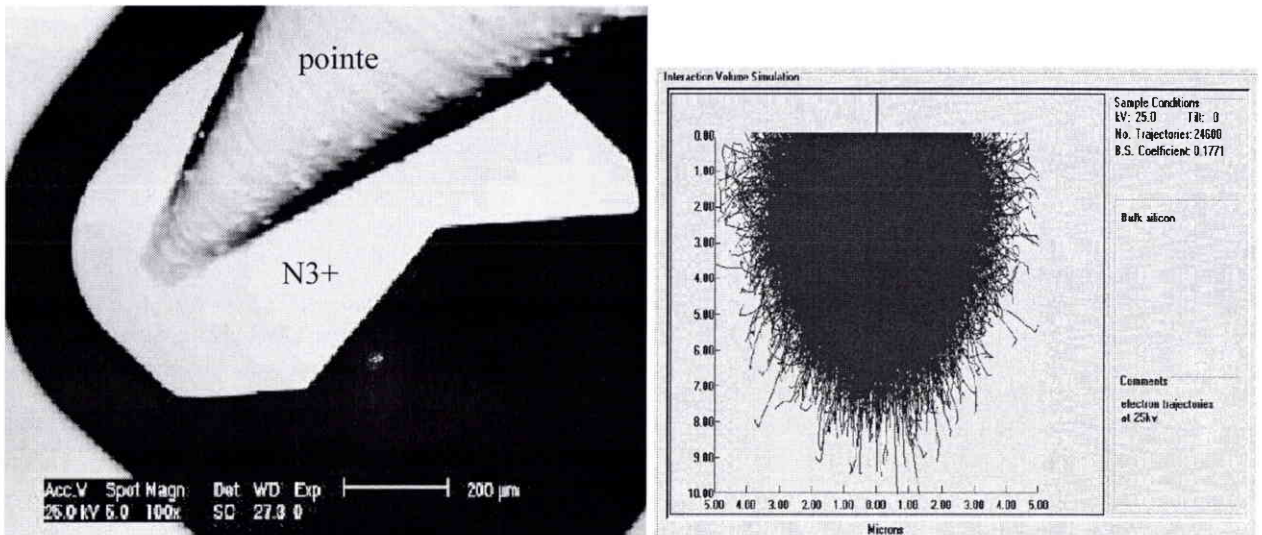 pointe
N3+
Acc.V Spot Magn Det WD Exp 200 µm
25.0 kV 5.0 100x SC 27.3 0
Interaction Volume Simulation
Sample Conditions
kV: 25.0 Tilt: 0
No. Trajectories: 24600
B.S. Coefficient: 0.1771
Bulk silicon
Comments
electron trajectories
at 25kv
0.00
1.00
2.00
3.00
4.00
5.00
6.00
7.00
8.00
9.00
10.00
5.00 4.00 3.00 2.00 1.00 0.00 1.00 2.00 3.00 4.00 5.00
Microns